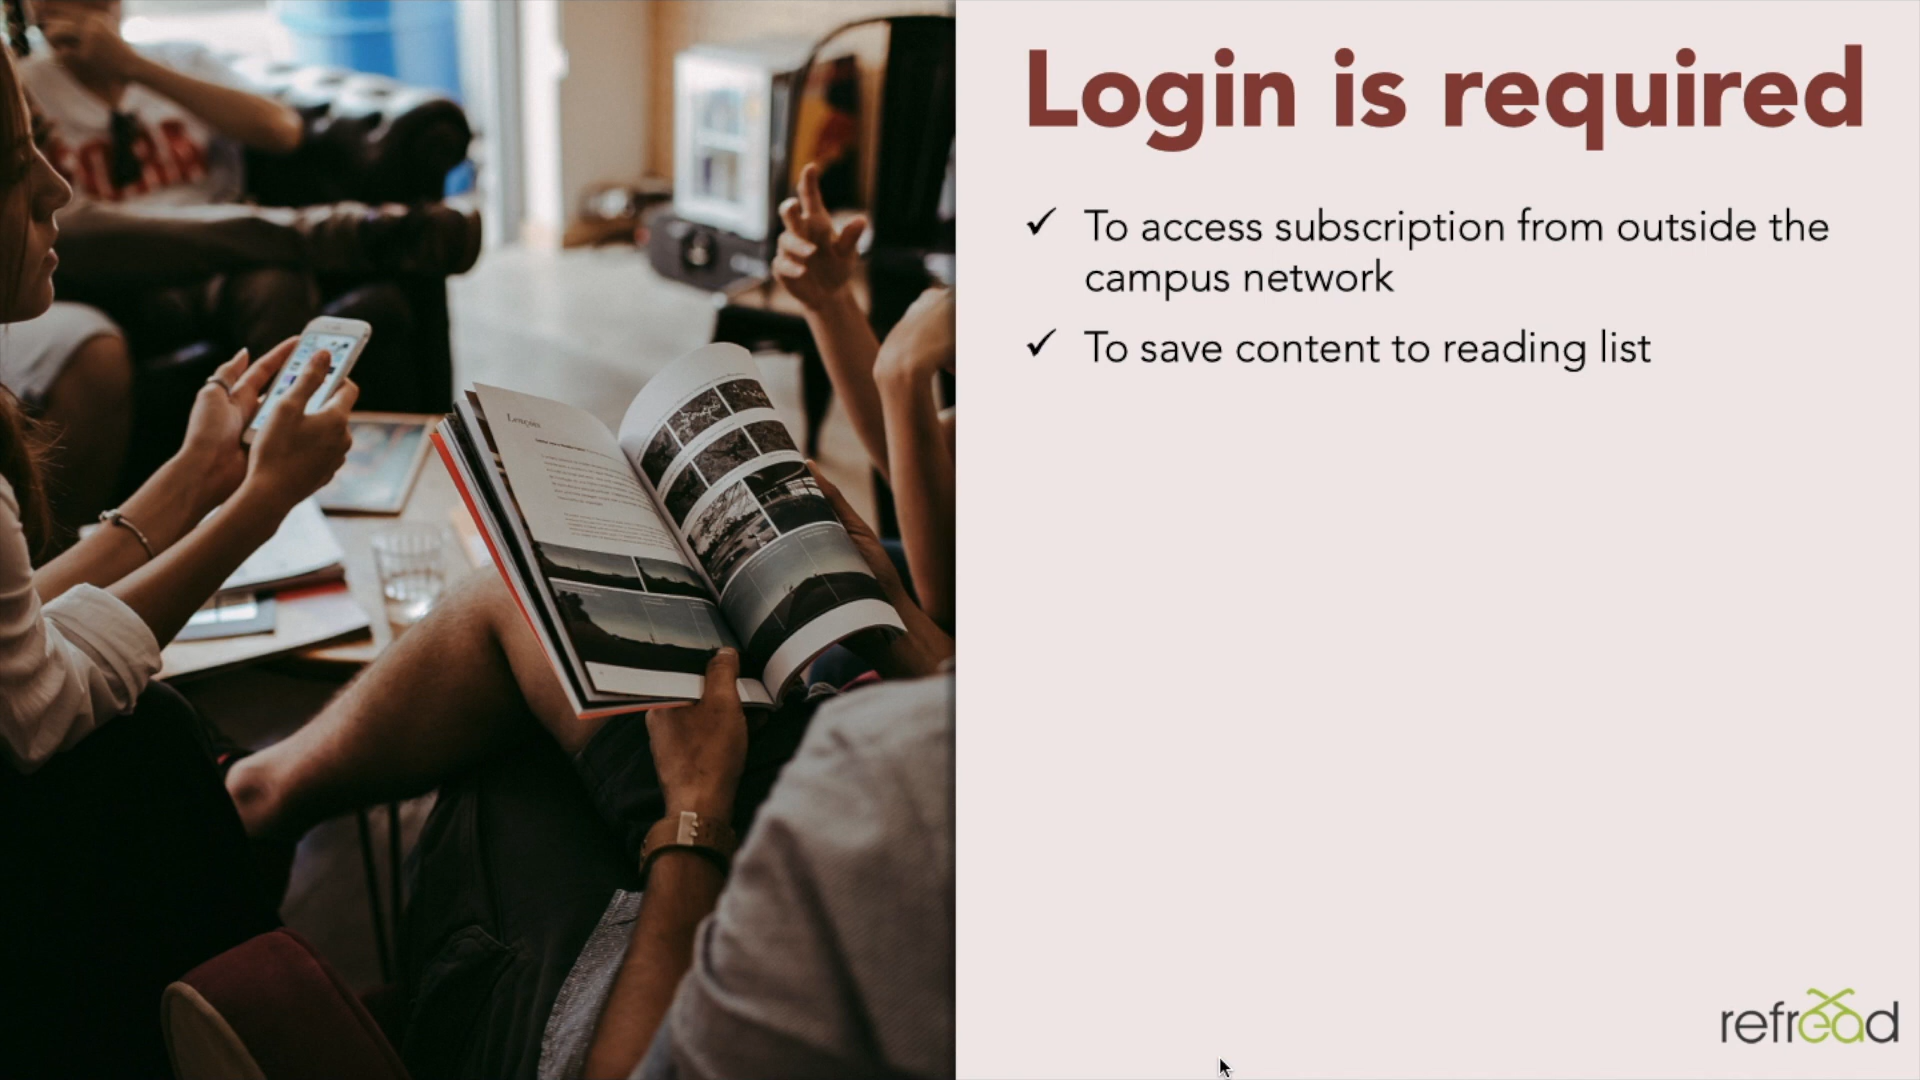 Login is required
✓ To access subscription from outside the
campus network
✓ To save content to reading list
refread